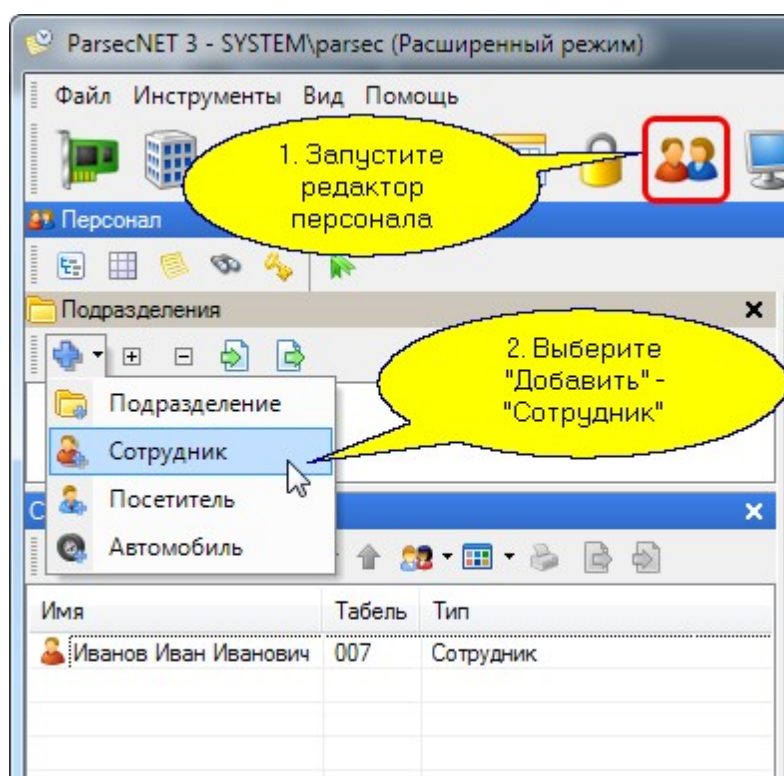 ParsecNET 3 - SYSTEM\parsec (Расширенный режим)
Файл Инструменты Вид Помощь
1. Запустите
редактор
персонала
Персонал
Подразделения
2. Выберите
"Добавить" -
"Сотрудник"
Подразделение
Сотрудник
Посетитель
Автомобиль
Имя Табель Тип
Иванов Иван Иванович 007 Сотрудник